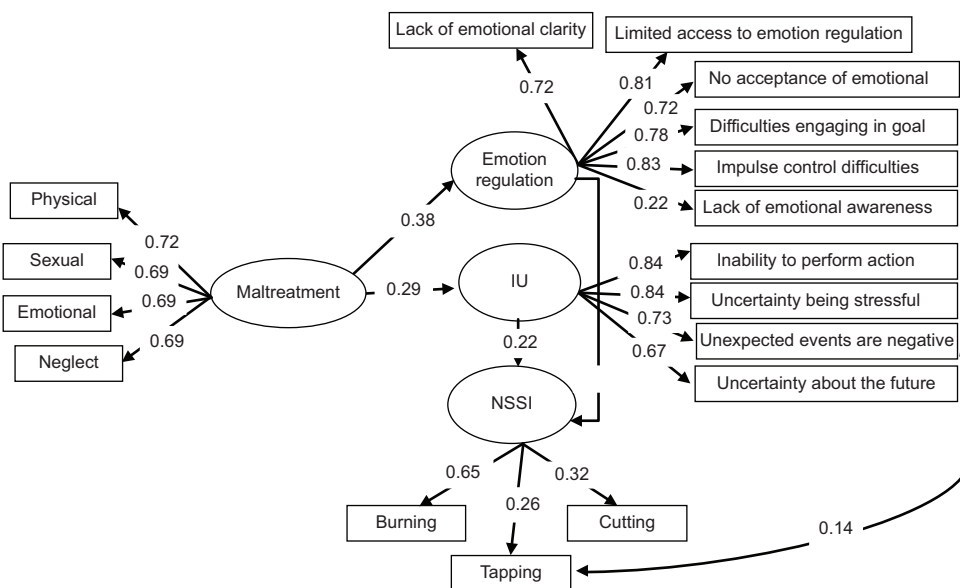 Lack of emotional clarity
Limited access to emotion regulation
0.72
0.81
No acceptance of emotional
0.72
Difficulties engaging in goal
0.78
Emotion
regulation
0.83
Impulse control difficulties
0.22
Lack of emotional awareness
Physical
0.38
0.72
Sexual
0.69
Maltreatment
0.29
IU
0.84
Inability to perform action
0.84
Uncertainty being stressful
Emotional
0.69
0.73
Unexpected events are negative
Neglect
0.69
0.22
0.67
Uncertainty about the future
NSSI
0.65
0.26
0.32
Burning
Cutting
0.14
Tapping